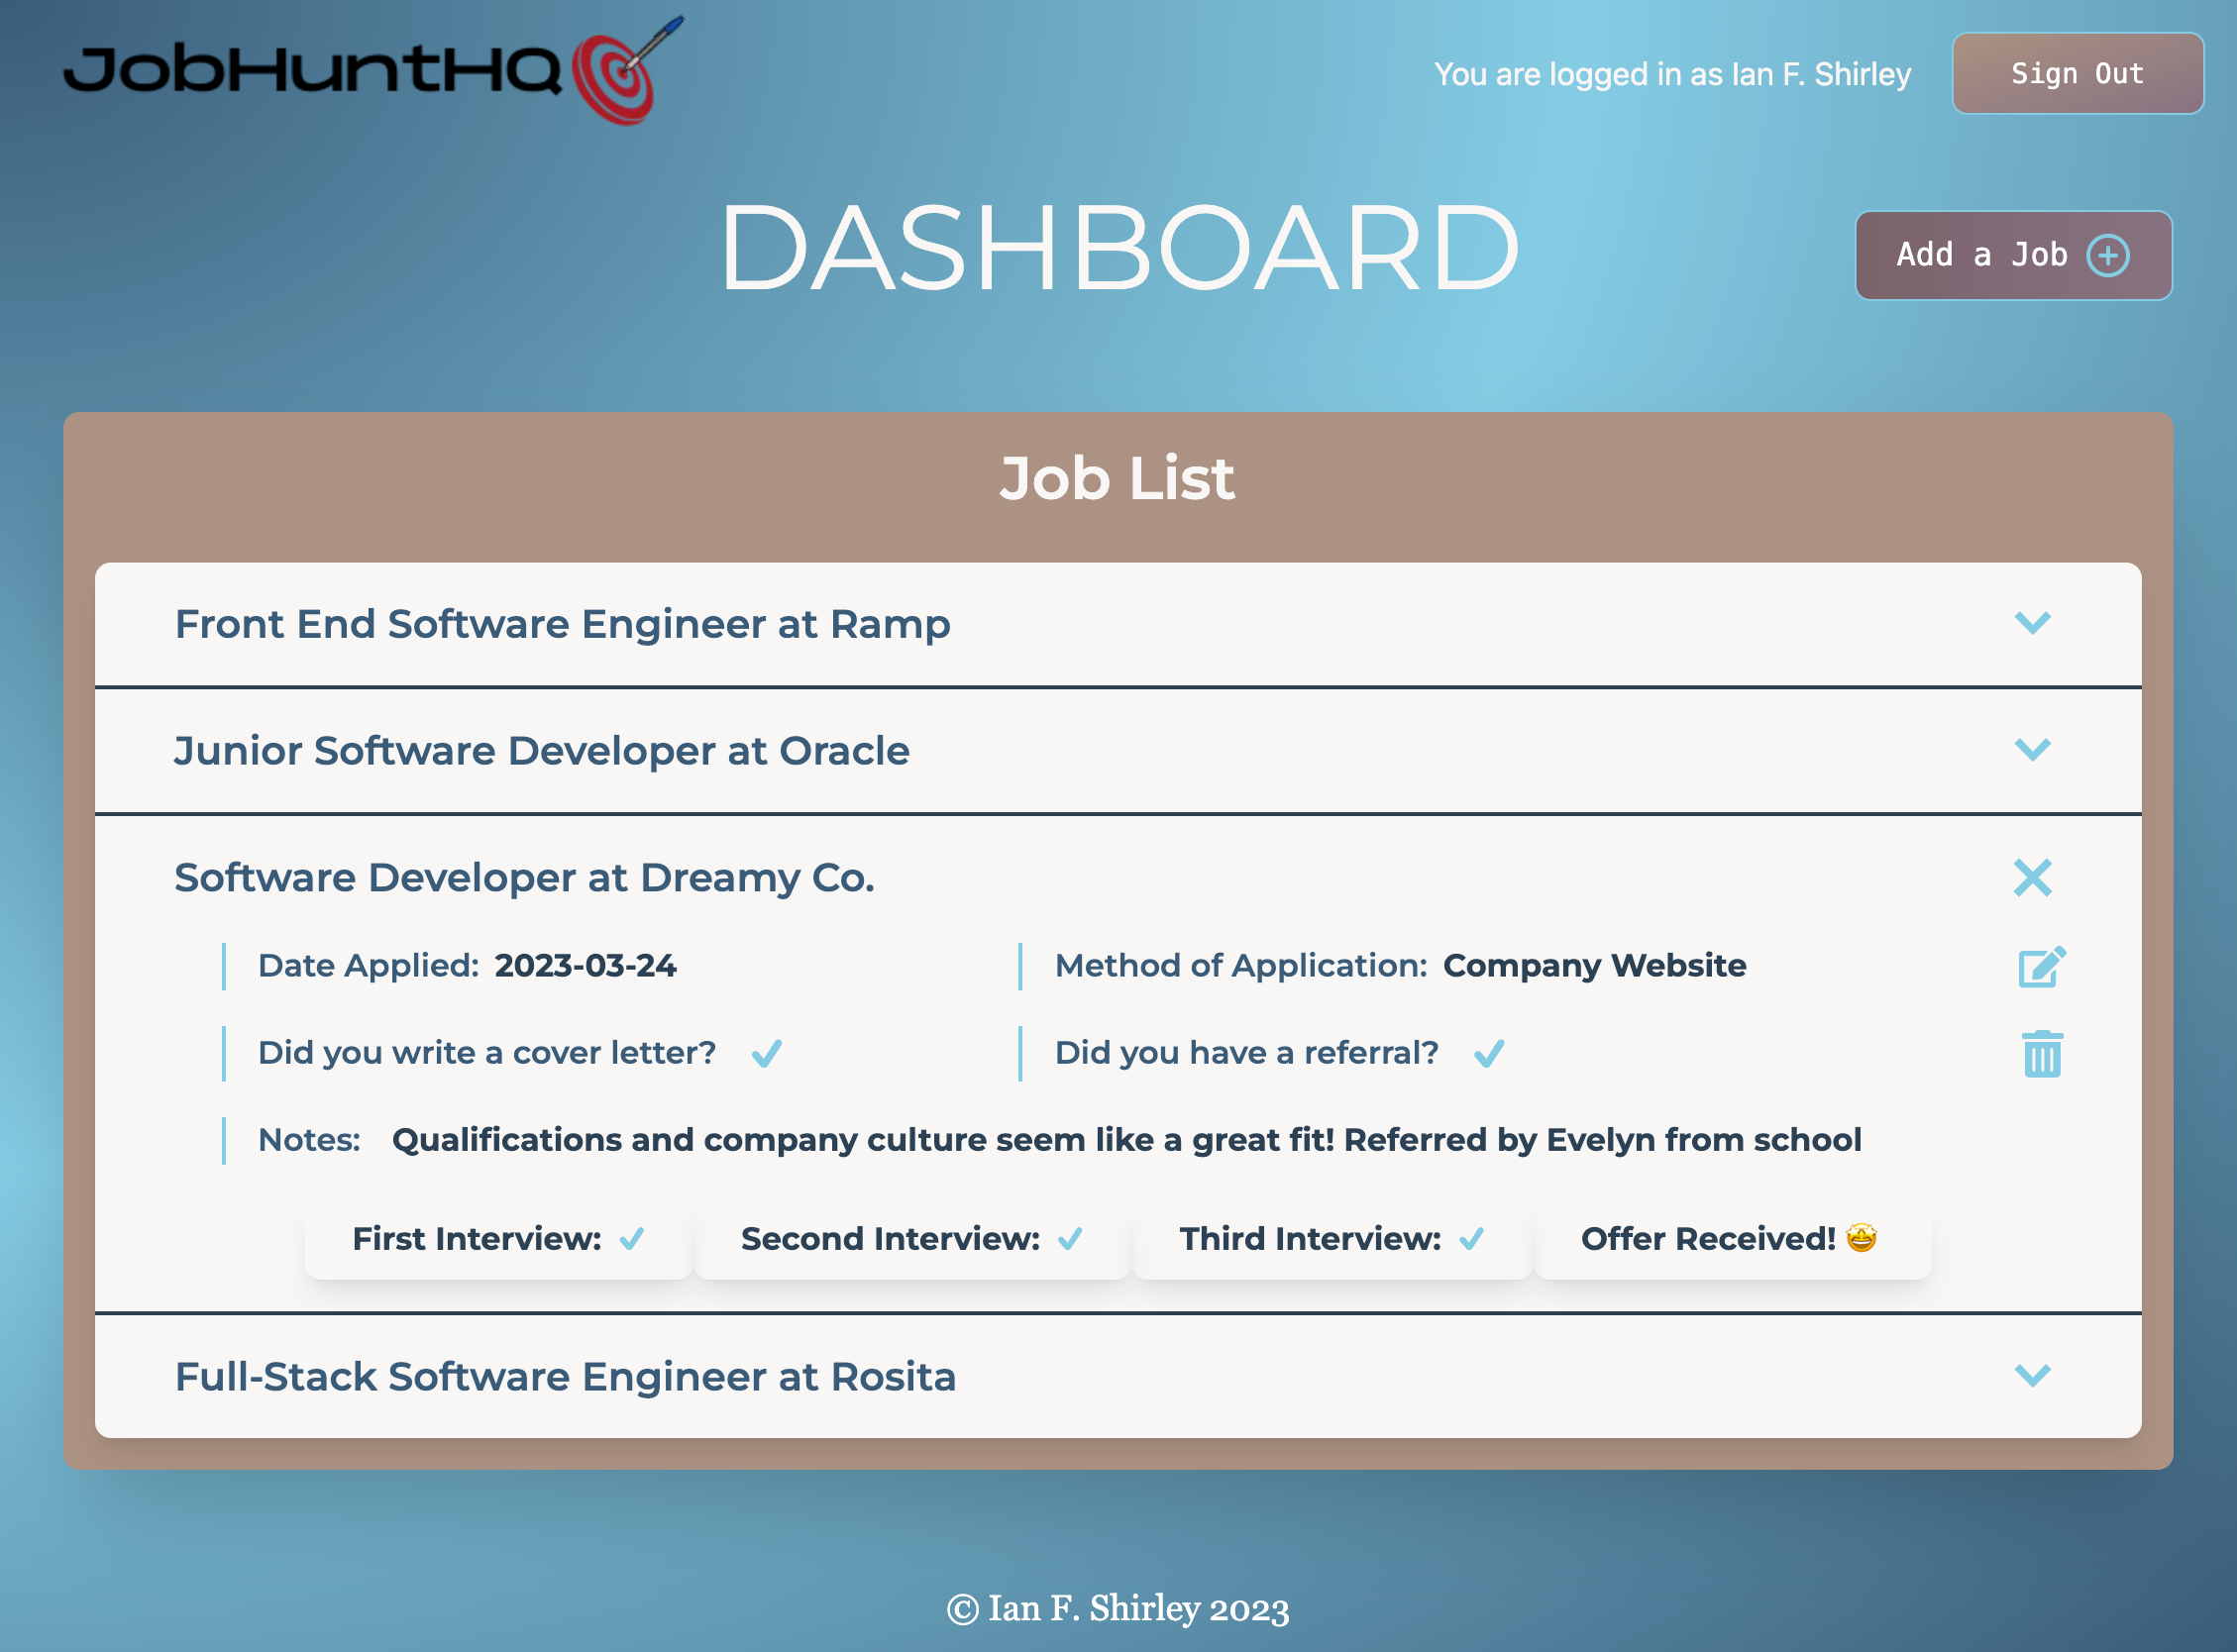 JobHuntHQ
You are logged in as Ian F. Shirley
Sign Out
DASHBOARD
Add a Job
Job List
Front End Software Engineer at Ramp
Junior Software Developer at Oracle
Software Developer at Dreamy Co.
Date Applied: 2023-03-24
Method of Application: Company Website
Did you write a cover letter?
Did you have a referral?
Notes: Qualifications and company culture seem like a great fit! Referred by Evelyn from school
First Interview:
Second Interview:
Third Interview:
Offer Received! 🤩
Full-Stack Software Engineer at Rosita
© Ian F. Shirley 2023